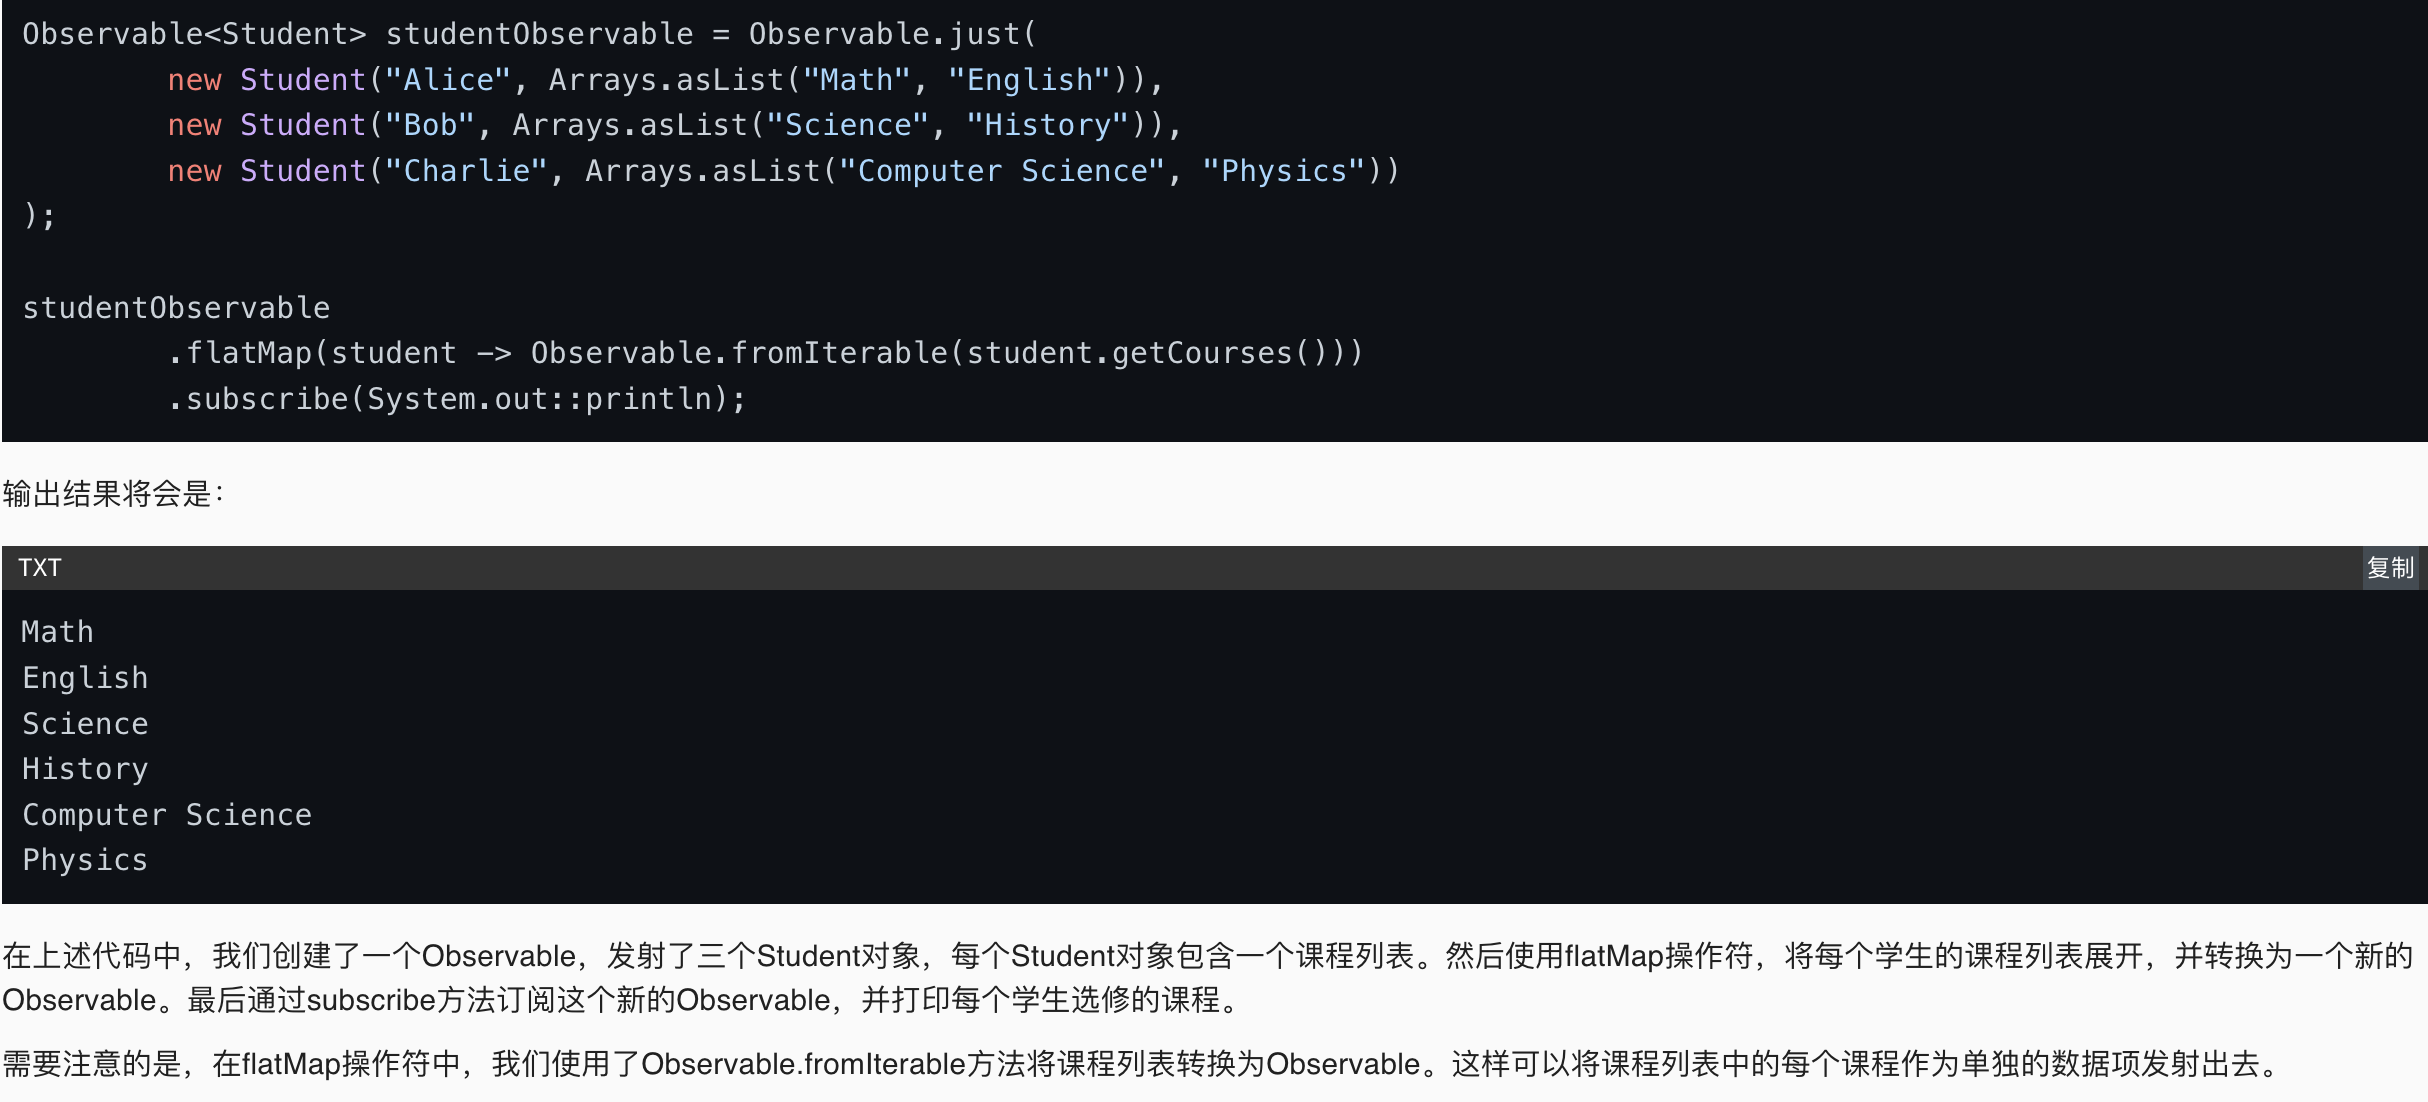 Observable<Student> studentObservable = Observable.just(
        new Student("Alice", Arrays.asList("Math", "English")),
        new Student("Bob", Arrays.asList("Science", "History")),
        new Student("Charlie", Arrays.asList("Computer Science", "Physics"))
);

studentObservable
        .flatMap(student -> Observable.fromIterable(student.getCourses()))
        .subscribe(System.out::println);
输出结果将会是：
TXT
复制
Math
English
Science
History
Computer Science
Physics
在上述代码中，我们创建了一个Observable，发射了三个Student对象，每个Student对象包含一个课程列表。然后使用flatMap操作符，将每个学生的课程列表展开，并转换为一个新的
Observable。最后通过subscribe方法订阅这个新的Observable，并打印每个学生选修的课程。
需要注意的是，在flatMap操作符中，我们使用了Observable.fromIterable方法将课程列表转换为Observable。这样可以将课程列表中的每个课程作为单独的数据项发射出去。